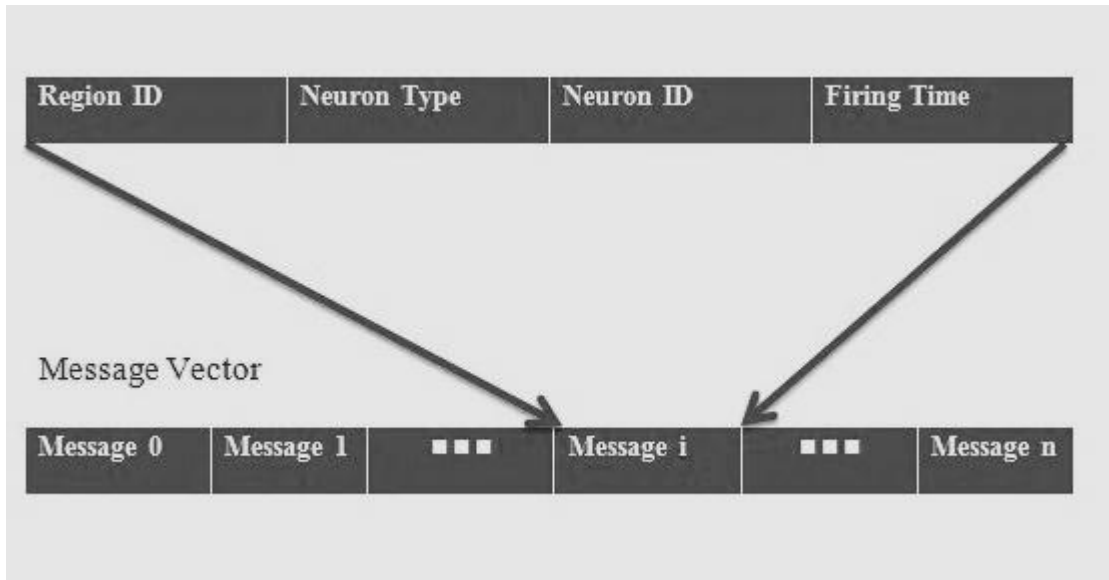 Region ID Neuron Type Neuron ID Firing Time
Message Vector
Message 0 Message 1 ▪▪▪ Message i ▪▪▪ Message n